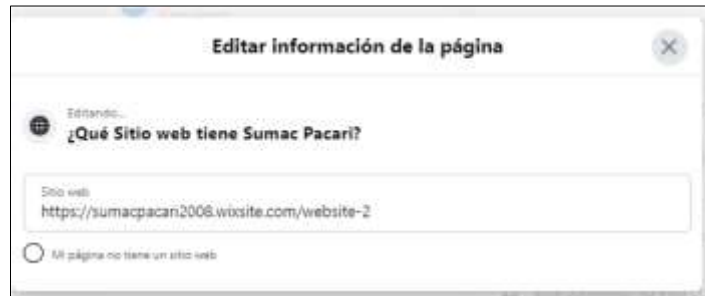 Editar información de la página
Editando...
¿Qué Sitio web tiene Sumac Pacari?
Sitio web
https://sumacpacari2008.wixsite.com/website-2
Mi página no tiene un sitio web